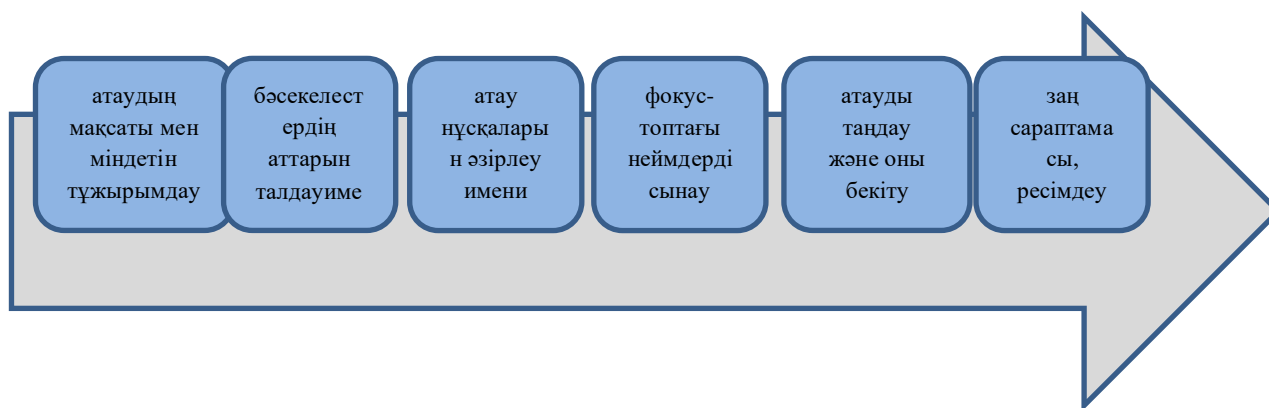 атаудың
мақсаты мен
міндетін
тұжырымдау
бәсекелест
ердің
аттарын
талдауиме
атау
нұсқалары
н әзірлеу
имени
фокус-
топтағы
неймдерді
сынау
атауды
таңдау
және оны
бекіту
заң
сараптама
сы,
ресімдеу